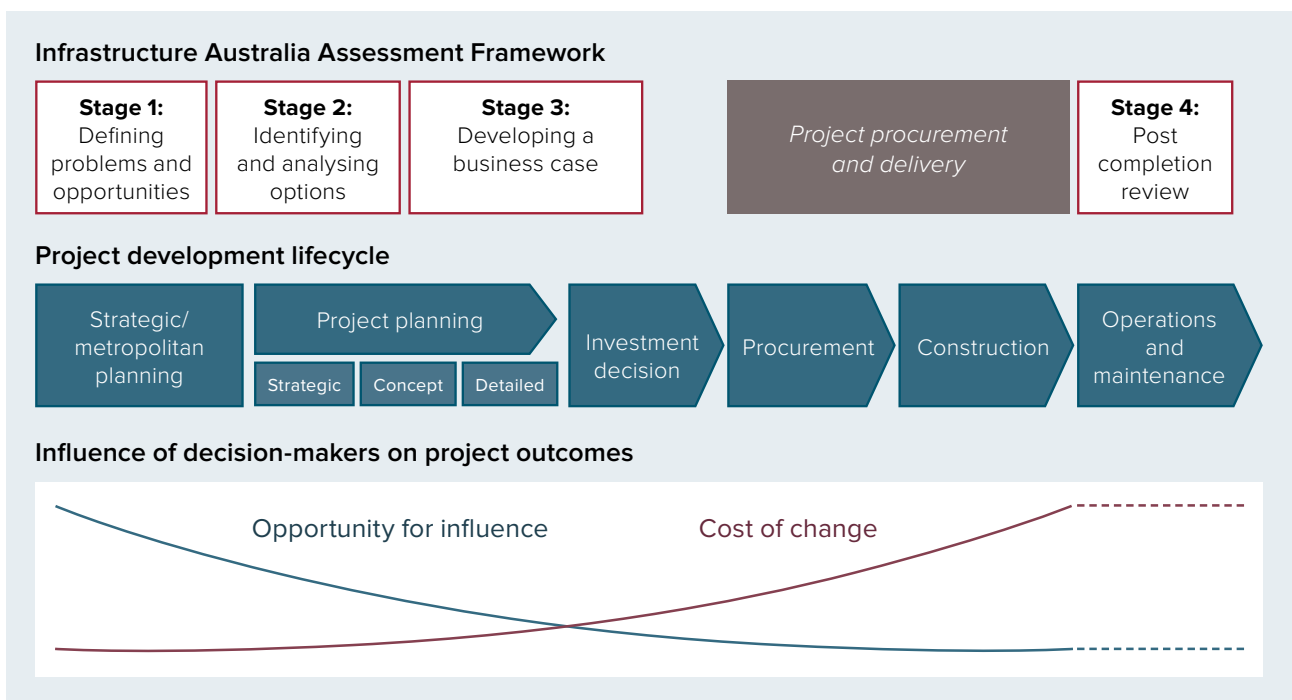 Infrastructure Australia Assessment Framework
Stage 1:
Defining
problems and
opportunities
Stage 2:
Identifying
and analysing
options
Stage 3:
Developing a
business case
Project procurement
and delivery
Stage 4:
Post
completion
review
Project development lifecycle
Strategic/
metropolitan
planning
Project planning
Strategic
Concept
Detailed
Investment
decision
Procurement
Construction
Operations
and
maintenance
Influence of decision-makers on project outcomes
Opportunity for influence
Cost of change